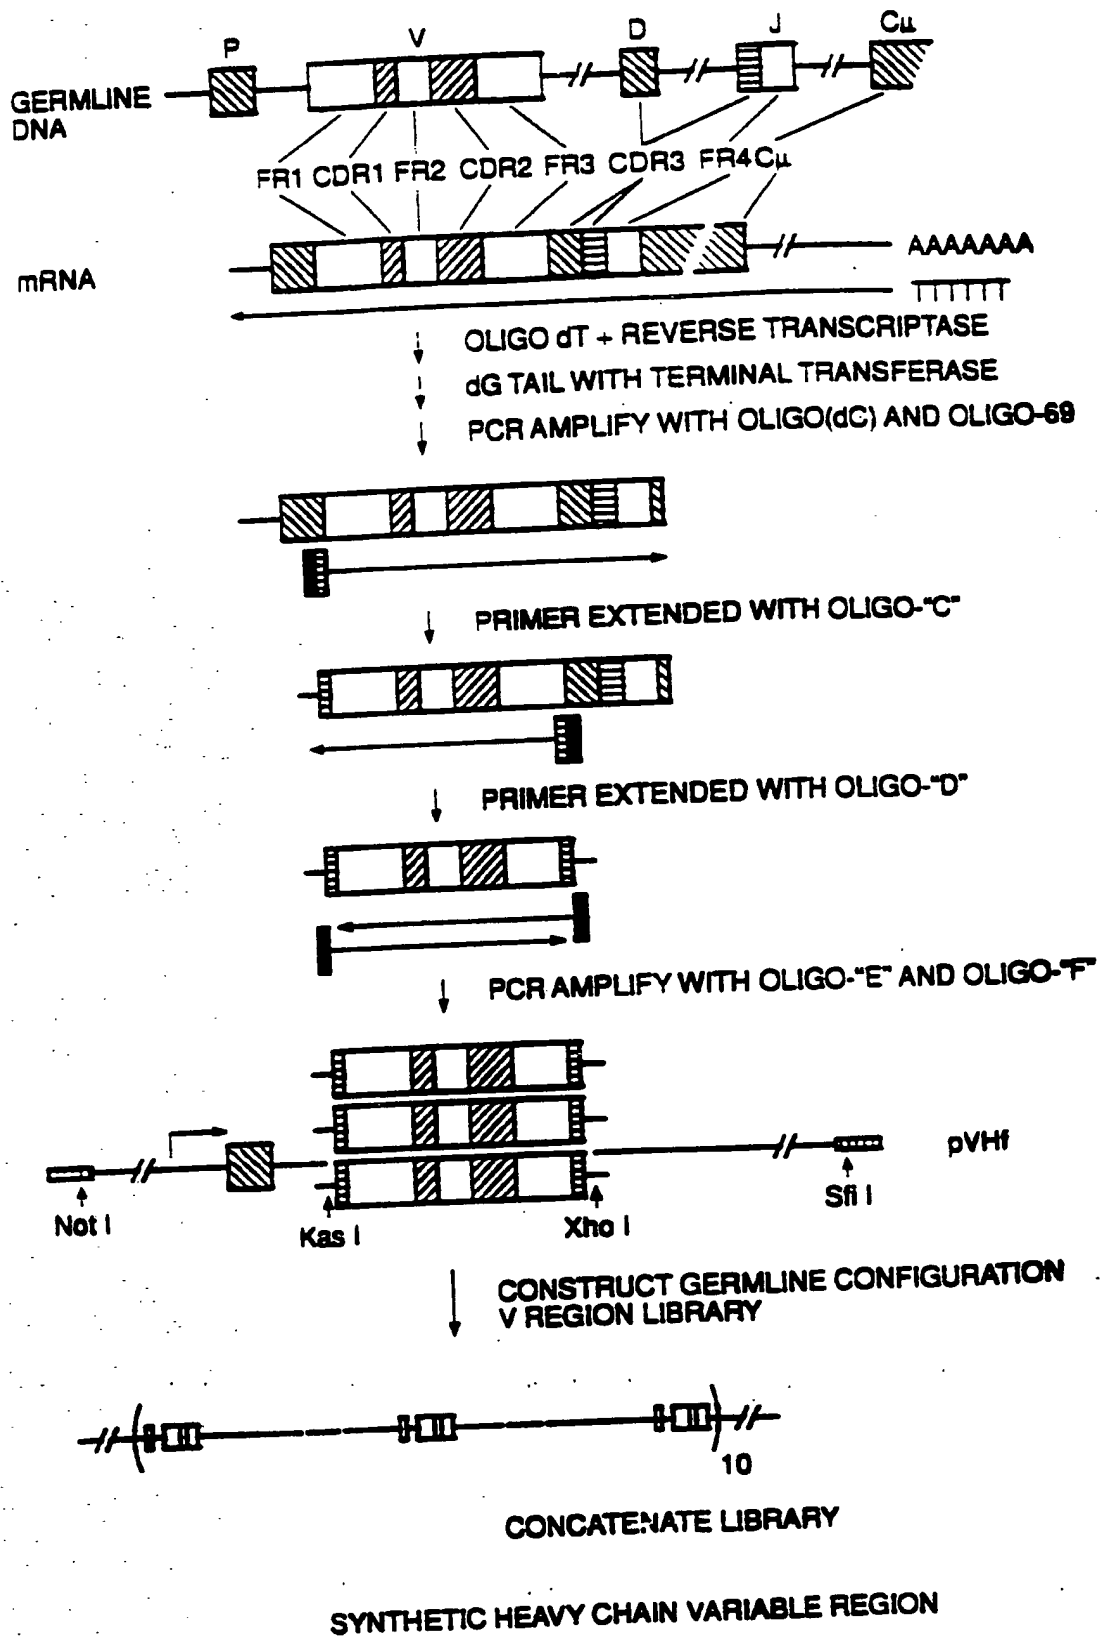 P V D J Cμ
GERMLINE
DNA
FR1 CDR1 FR2 CDR2 FR3 CDR3 FR4 Cμ
mRNA
AAAAAAA
TTTTTT
OLIGO dT + REVERSE TRANSCRIPTASE
dG TAIL WITH TERMINAL TRANSFERASE
PCR AMPLIFY WITH OLIGO(dC) AND OLIGO-69
PRIMER EXTENDED WITH OLIGO-"C"
PRIMER EXTENDED WITH OLIGO-"D"
PCR AMPLIFY WITH OLIGO-"E" AND OLIGO-"F"
pVHf
Not I Kas I Xho I Sfi I
CONSTRUCT GERMLINE CONFIGURATION
V REGION LIBRARY
10
CONCATENATE LIBRARY
SYNTHETIC HEAVY CHAIN VARIABLE REGION